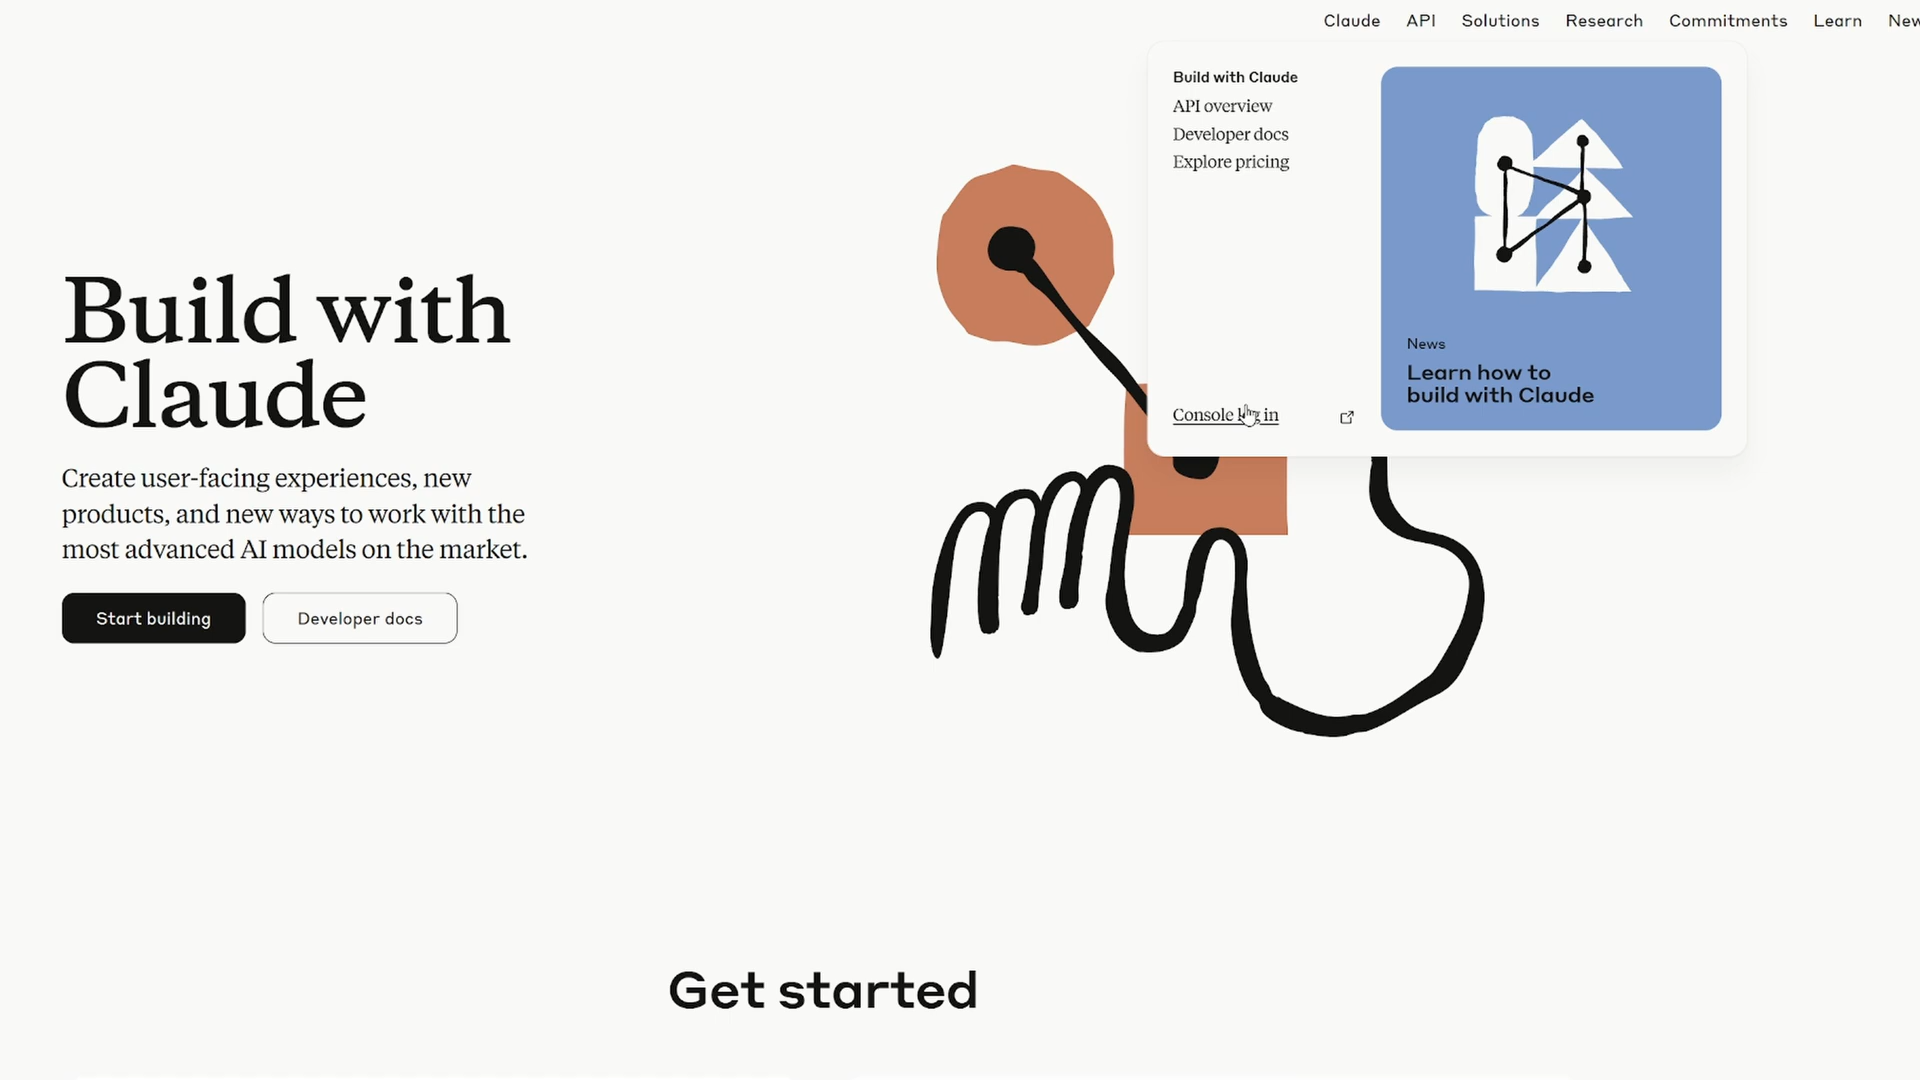 Claude API Solutions Research Commitments Learn
Build with Claude
API overview
Developer docs
Explore pricing
Console log in
News
Learn how to
build with Claude
Build with
Claude
Create user-facing experiences, new
products, and new ways to work with the
most advanced AI models on the market.
Start building
Developer docs
Get started